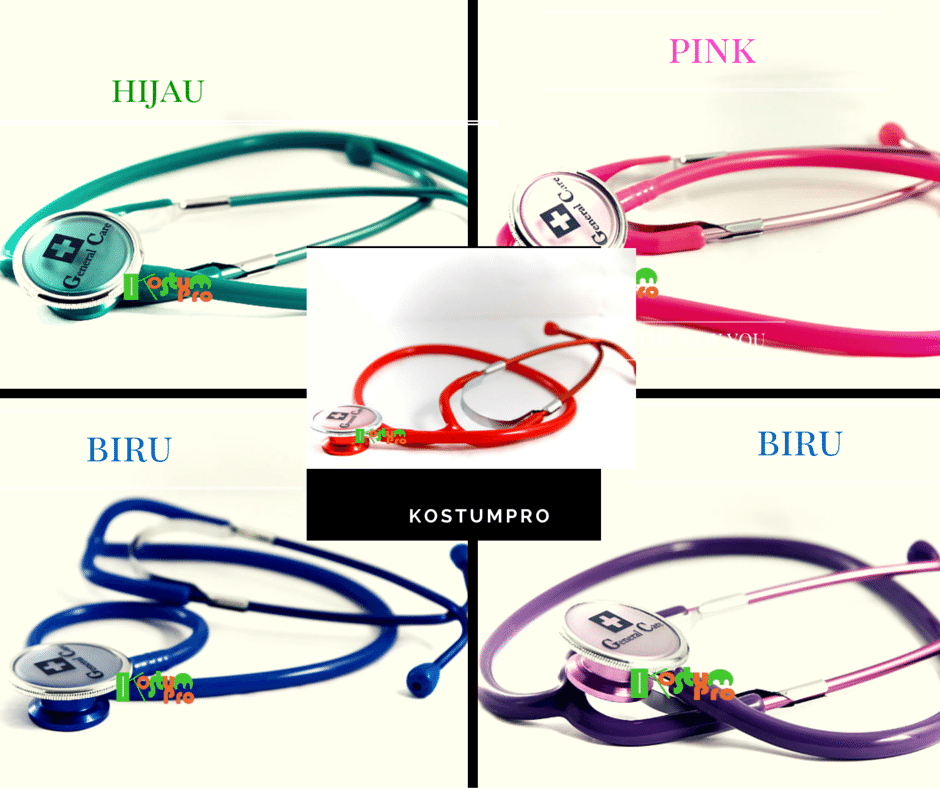 HIJAU
PINK
General Care
General Care
Kostum
Pro
Pro
YOU
General Care
Kostum
Pro
KOSTUMPRO
BIRU
BIRU
General Care
Kostum
Pro
General Care
Kostum
Pro